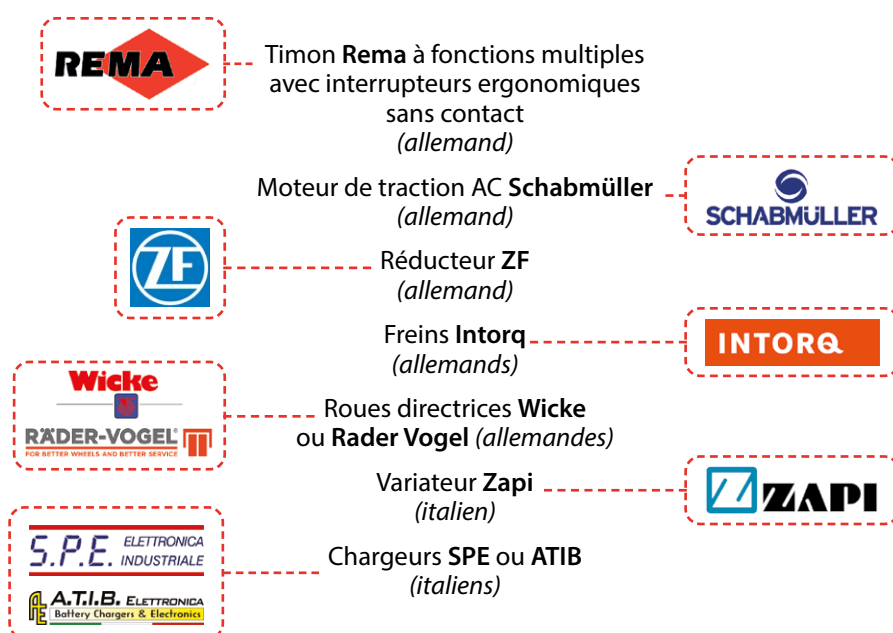 REMA
Timon Rema à fonctions multiples
avec interrupteurs ergonomiques
sans contact
(allemand)
Moteur de traction AC Schabmüller
(allemand)
SCHABMÜLLER
ZF
Réducteur ZF
(allemand)
Freins Intorq
(allemands)
INTORQ
Wicke
RÄDER-VOGEL
FOR BETTER WHEELS AND BETTER SERVICE
Roues directrices Wicke
ou Rader Vogel (allemandes)
Variateur Zapi
(italien)
ZAPI
S.P.E. ELETTRONICA
INDUSTRIALE
A.T.I.B. ELETTRONICA
Battery Chargers & Electronics
Chargeurs SPE ou ATIB
(italiens)